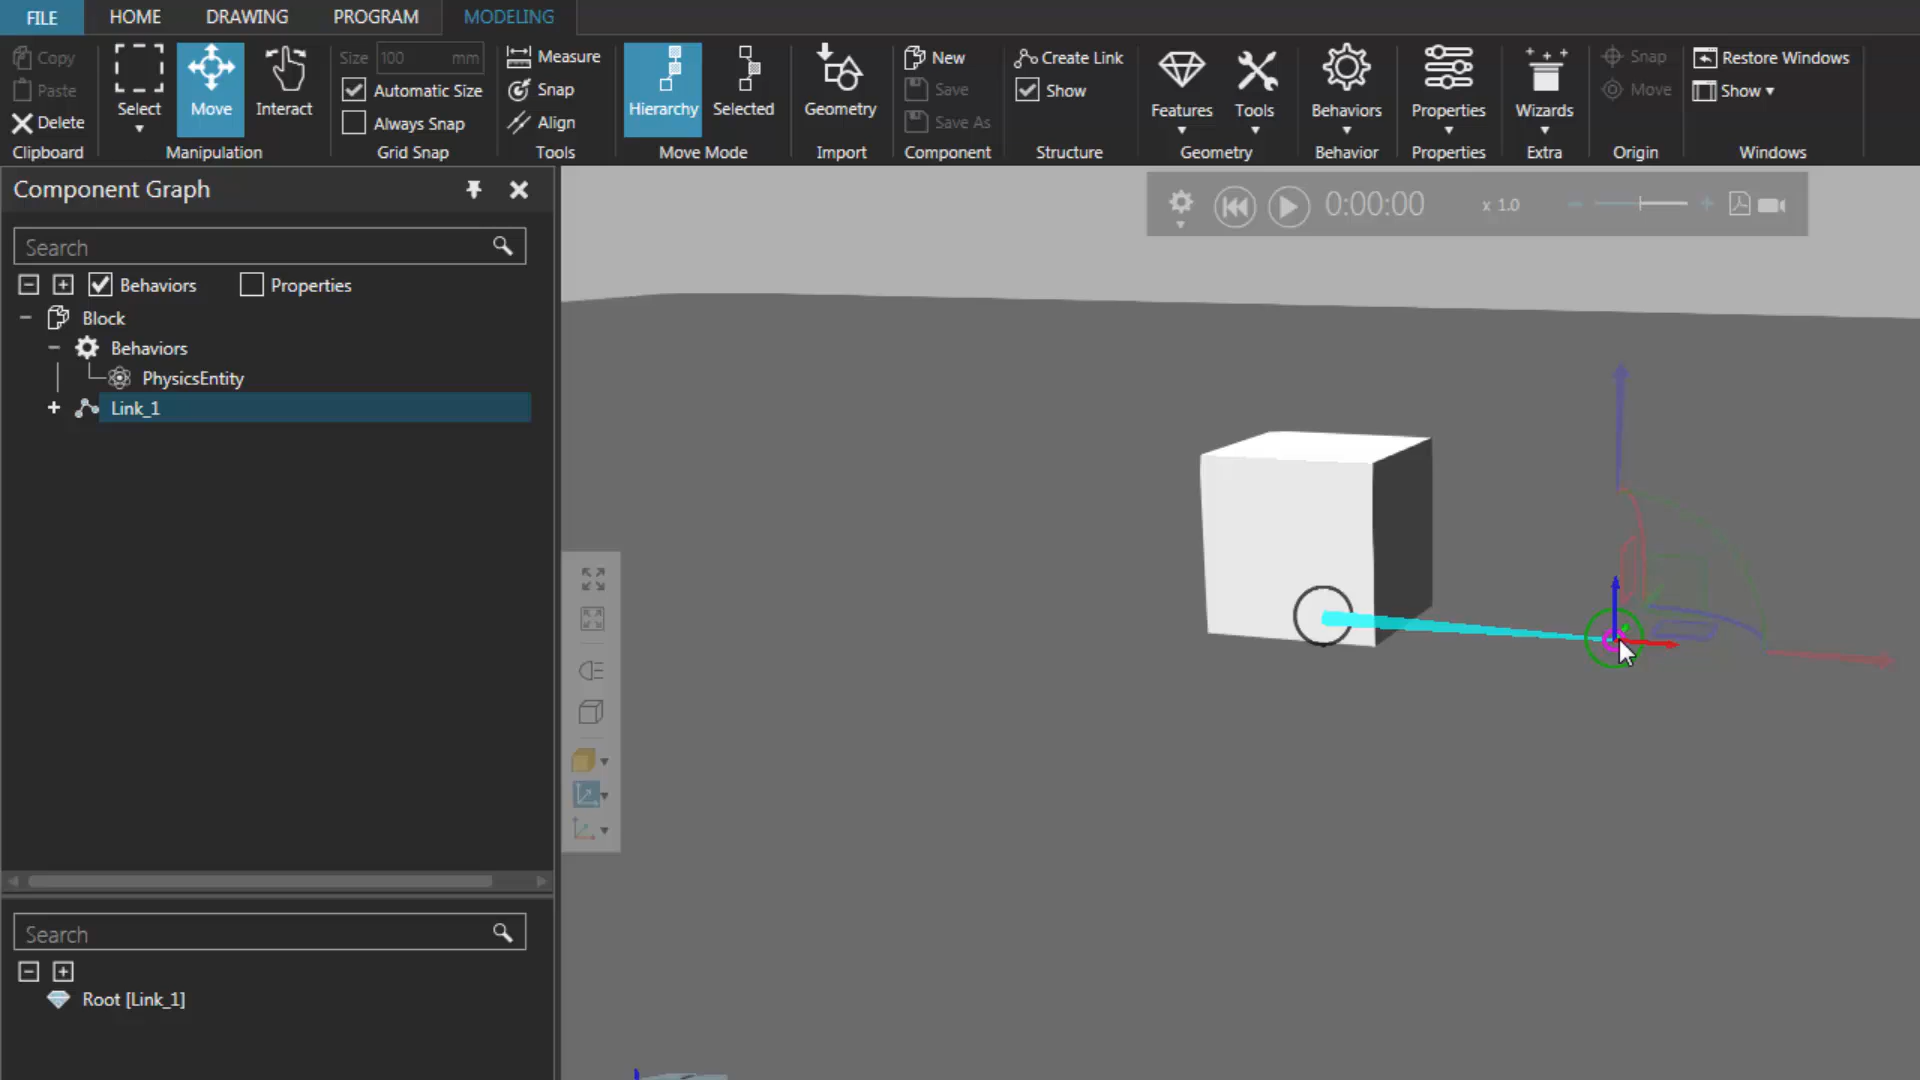 FILE HOME DRAWING PROGRAM MODELING
Copy
Paste
Delete
Clipboard
Select
Move
Interact
Manipulation
Size 100 mm
Automatic Size
Always Snap
Grid Snap
Measure
Snap
Align
Tools
Hierarchy
Selected
Move Mode
Geometry
Import
New
Save
Save As
Component
Create Link
Show
Structure
Features
Tools
Geometry
Behaviors
Behavior
Properties
Properties
Wizards
Extra
Snap
Move
Origin
Restore Windows
Show
Windows
Component Graph
Search
Behaviors Properties
Block
Behaviors
PhysicsEntity
Link_1
0:00:00 x 1.0
Search
Root [Link_1]